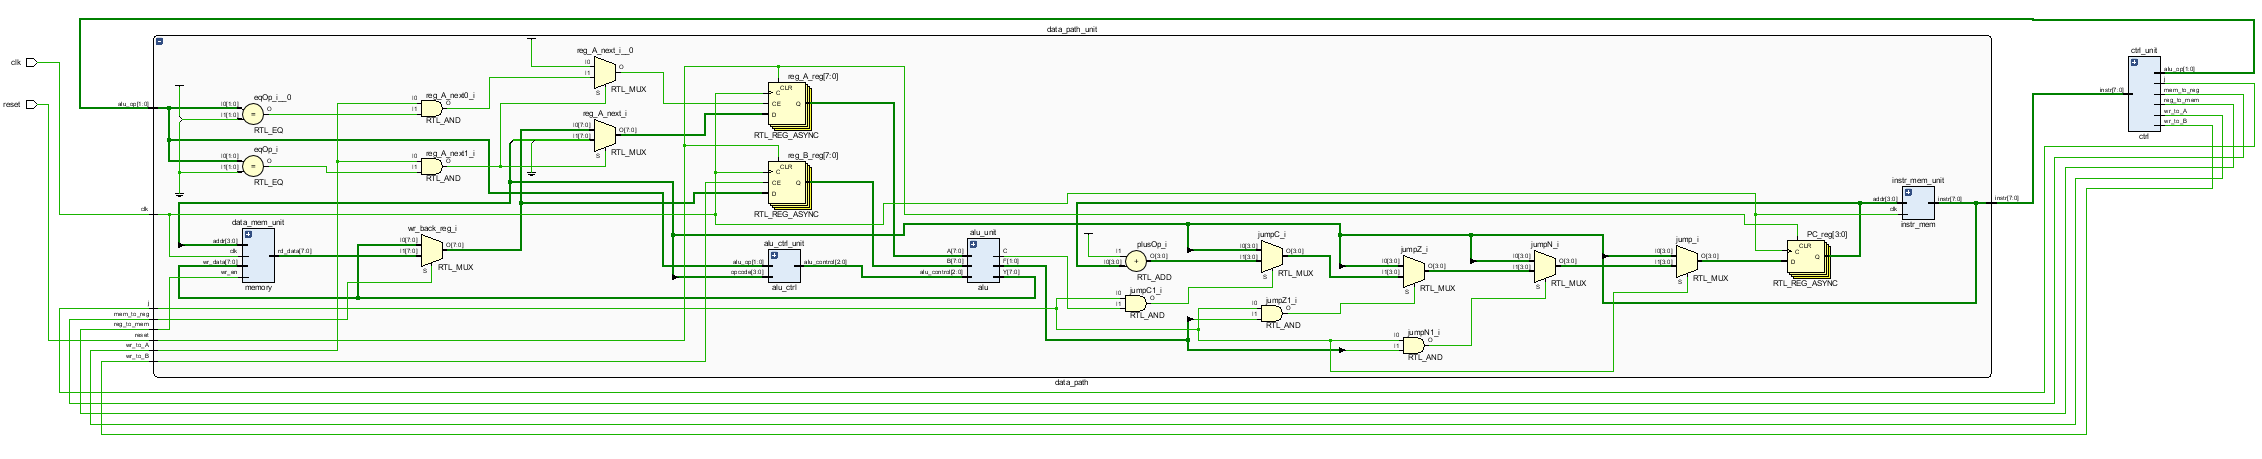 clk
reset
data_path_unit
alu_op[1:0]
eqOp_i__0
I0[1:0]
I1[1:0]
O
=
RTL_EQ
eqOp_i
I0[1:0]
I1[1:0]
O
=
RTL_EQ
reg_A_next0_i
I0
I1
O
RTL_AND
reg_A_next1_i
I0
I1
O
RTL_AND
reg_A_next_i__0
I0
I1
S
O
RTL_MUX
reg_A_next_i
I0[7:0]
I1[7:0]
S
O[7:0]
RTL_MUX
reg_A_reg[7:0]
CLR
C
CE
D
Q
RTL_REG_ASYNC
reg_B_reg[7:0]
CLR
C
CE
D
Q
RTL_REG_ASYNC
clk
data_mem_unit
addr[3:0]
clk
wr_data[7:0]
wr_en
rd_data[7:0]
memory
wr_back_reg_i
I0[7:0]
I1[7:0]
S
O[7:0]
RTL_MUX
alu_ctrl_unit
alu_op[1:0]
opcode[3:0]
alu_control[2:0]
alu_ctrl
alu_unit
A[7:0]
B[7:0]
alu_control[2:0]
C
F[1:0]
Y[7:0]
alu
plusOp_i
I1
I0[3:0]
O[3:0]
+
RTL_ADD
jumpC1_i
I0
I1
O
RTL_AND
jumpC_i
I0[3:0]
I1[3:0]
S
O[3:0]
RTL_MUX
jumpZ1_i
I0
I1
O
RTL_AND
jumpZ_i
I0[3:0]
I1[3:0]
S
O[3:0]
RTL_MUX
jumpN1_i
I0
I1
O
RTL_AND
jumpN_i
I0[3:0]
I1[3:0]
S
O[3:0]
RTL_MUX
jump_i
I0[3:0]
I1[3:0]
S
O[3:0]
RTL_MUX
PC_reg[3:0]
CLR
C
D
Q
RTL_REG_ASYNC
instr_mem_unit
addr[3:0]
clk
instr[7:0]
instr_mem
instr[7:0]
j
mem_to_reg
reg_to_mem
reset
wr_to_A
wr_to_B
data_path
ctrl_unit
instr[7:0]
alu_op[1:0]
j
mem_to_reg
reg_to_mem
wr_to_A
wr_to_B
ctrl